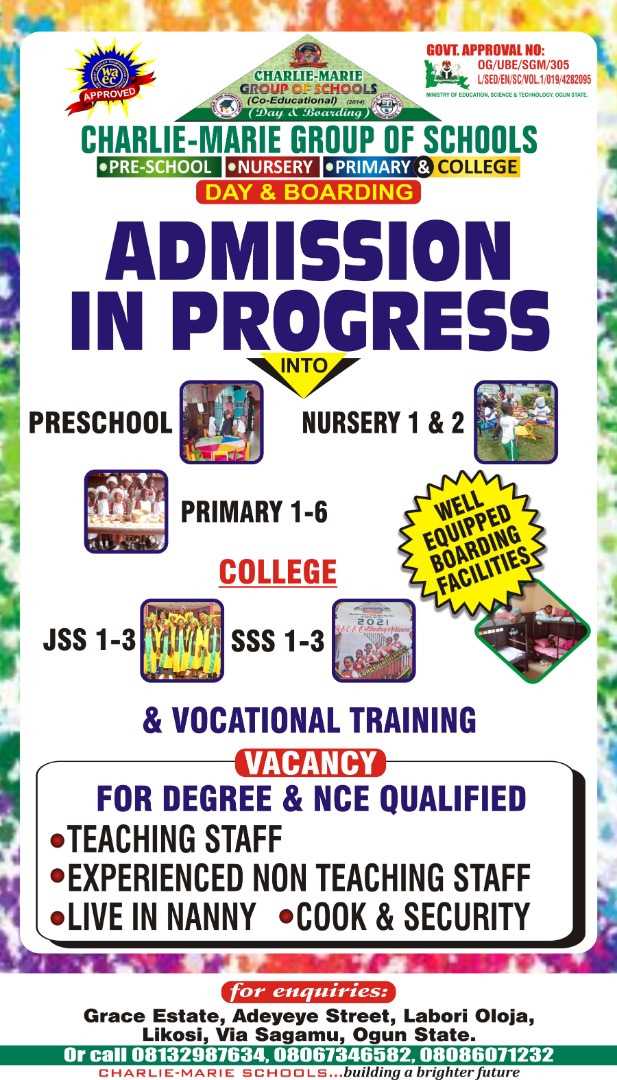 waec
APPROVED
CHARLIE-MARIE
GROUP OF SCHOOLS
(Co-Educational) (2014)
(Day & Boarding)
GOVT. APPROVAL NO:
OG/UBE/SGM/305
L/SED/EN/SC/VOL.1/019/4282095
MINISTRY OF EDUCATION, SCIENCE & TECHNOLOGY, OGUN STATE.
CHARLIE-MARIE GROUP OF SCHOOLS
•PRE-SCHOOL •NURSERY •PRIMARY & COLLEGE
DAY & BOARDING
ADMISSION
IN PROGRESS
INTO
PRESCHOOL
NURSERY 1 & 2
PRIMARY 1-6
WELL
EQUIPPED
BOARDING
FACILITIES
COLLEGE
JSS 1-3
SSS 1-3
2021
& VOCATIONAL TRAINING
VACANCY
FOR DEGREE & NCE QUALIFIED
•TEACHING STAFF
•EXPERIENCED NON TEACHING STAFF
•LIVE IN NANNY •COOK & SECURITY
for enquiries:
Grace Estate, Adeyeye Street, Labori Oloja,
Likosi, Via Sagamu, Ogun State.
Or call 08132987634, 08067346582, 08086071232
CHARLIE-MARIE SCHOOLS...building a brighter future